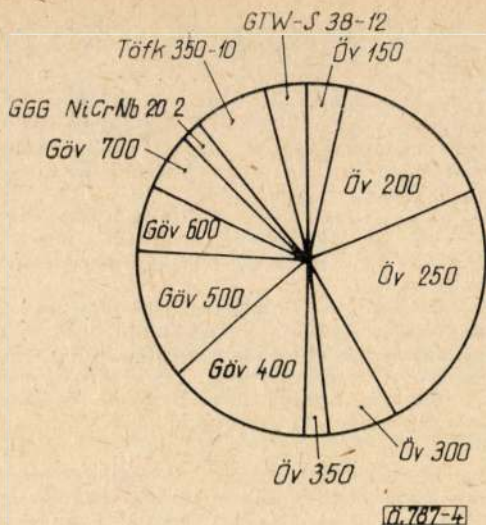 GTW-S 38-12
Töfk 350-10
Öv 150
GGG NiCrNb 20 2
Göv 700
Öv 200
Göv 600
Öv 250
Göv 500
Göv 400
Öv 300
Öv 350
Ö.787-4